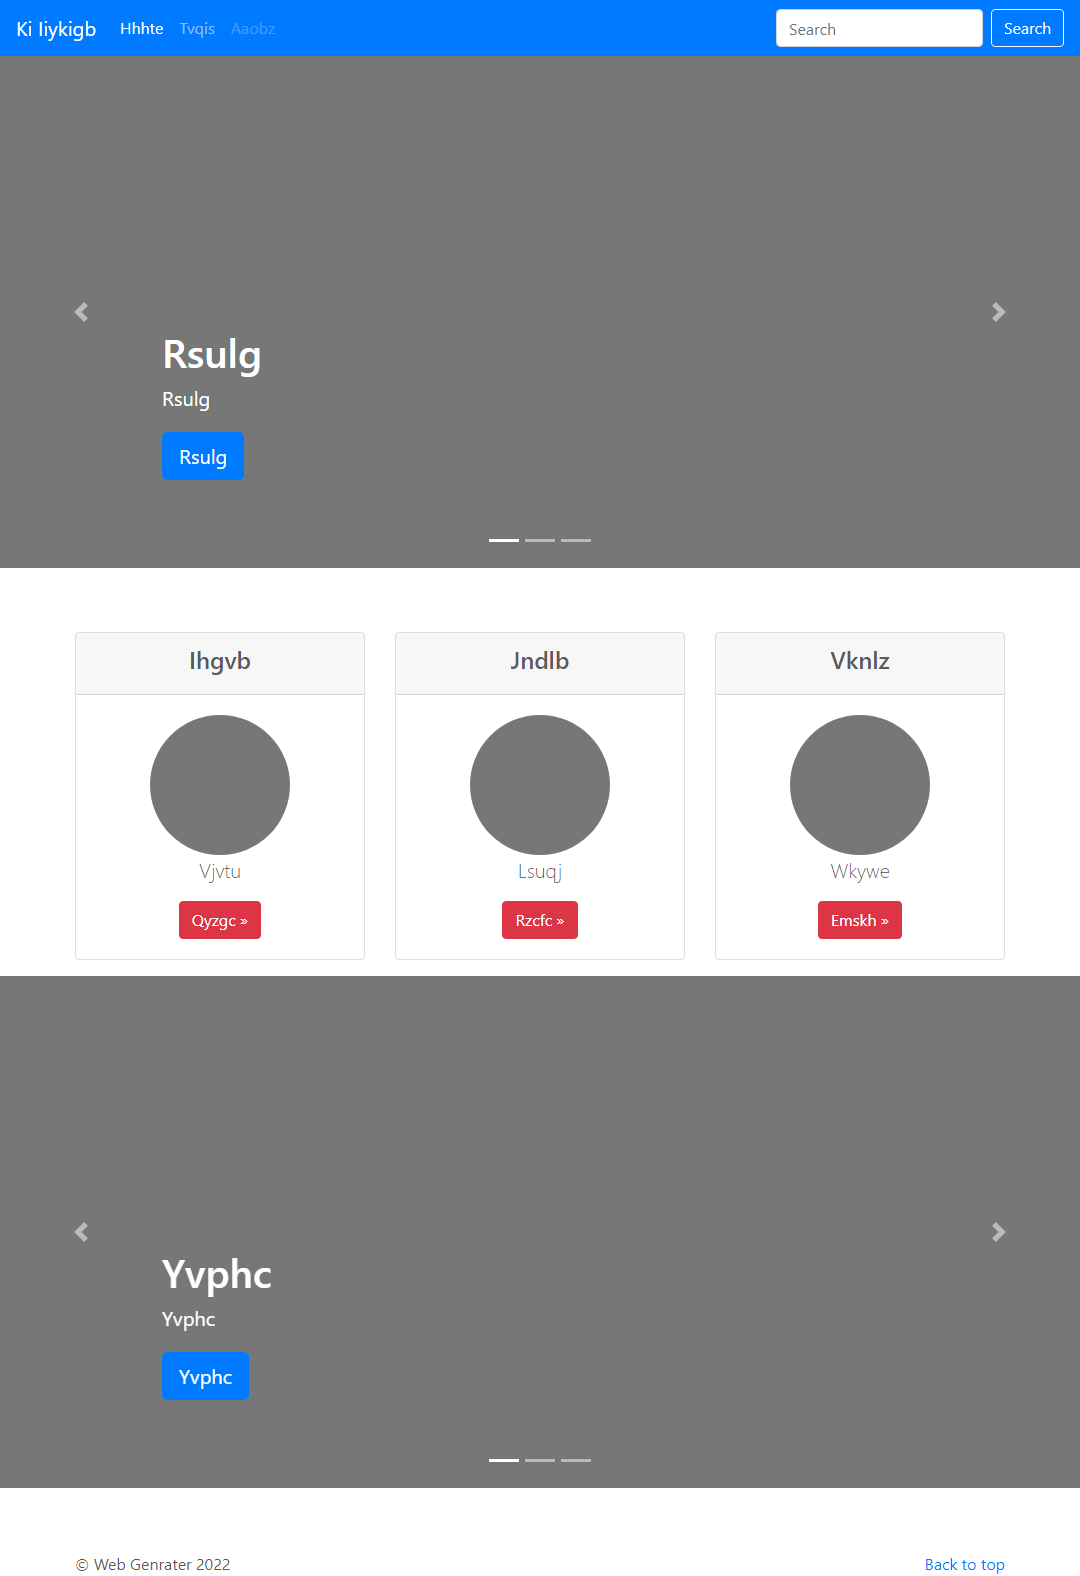 Ki liykigb Hhhte Tvqis Aaobz Search Search
Rsulg
Rsulg
Rsulg
Ihgvb Jndlb Vknlz
Vjvtu Lsuqj Wkywe
Qyzgc » Rzcfc » Emskh »
Yvphc
Yvphc
Yvphc
© Web Genrater 2022 Back to top